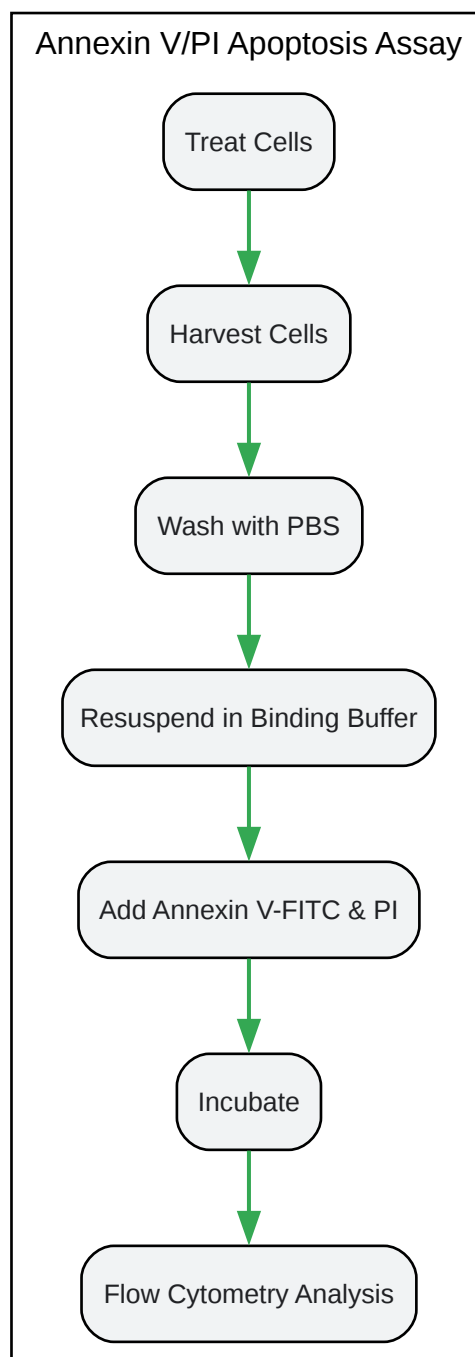 Annexin V/PI Apoptosis Assay
Treat Cells
Harvest Cells
Wash with PBS
Resuspend in Binding Buffer
Add Annexin V-FITC & PI
Incubate
Flow Cytometry Analysis